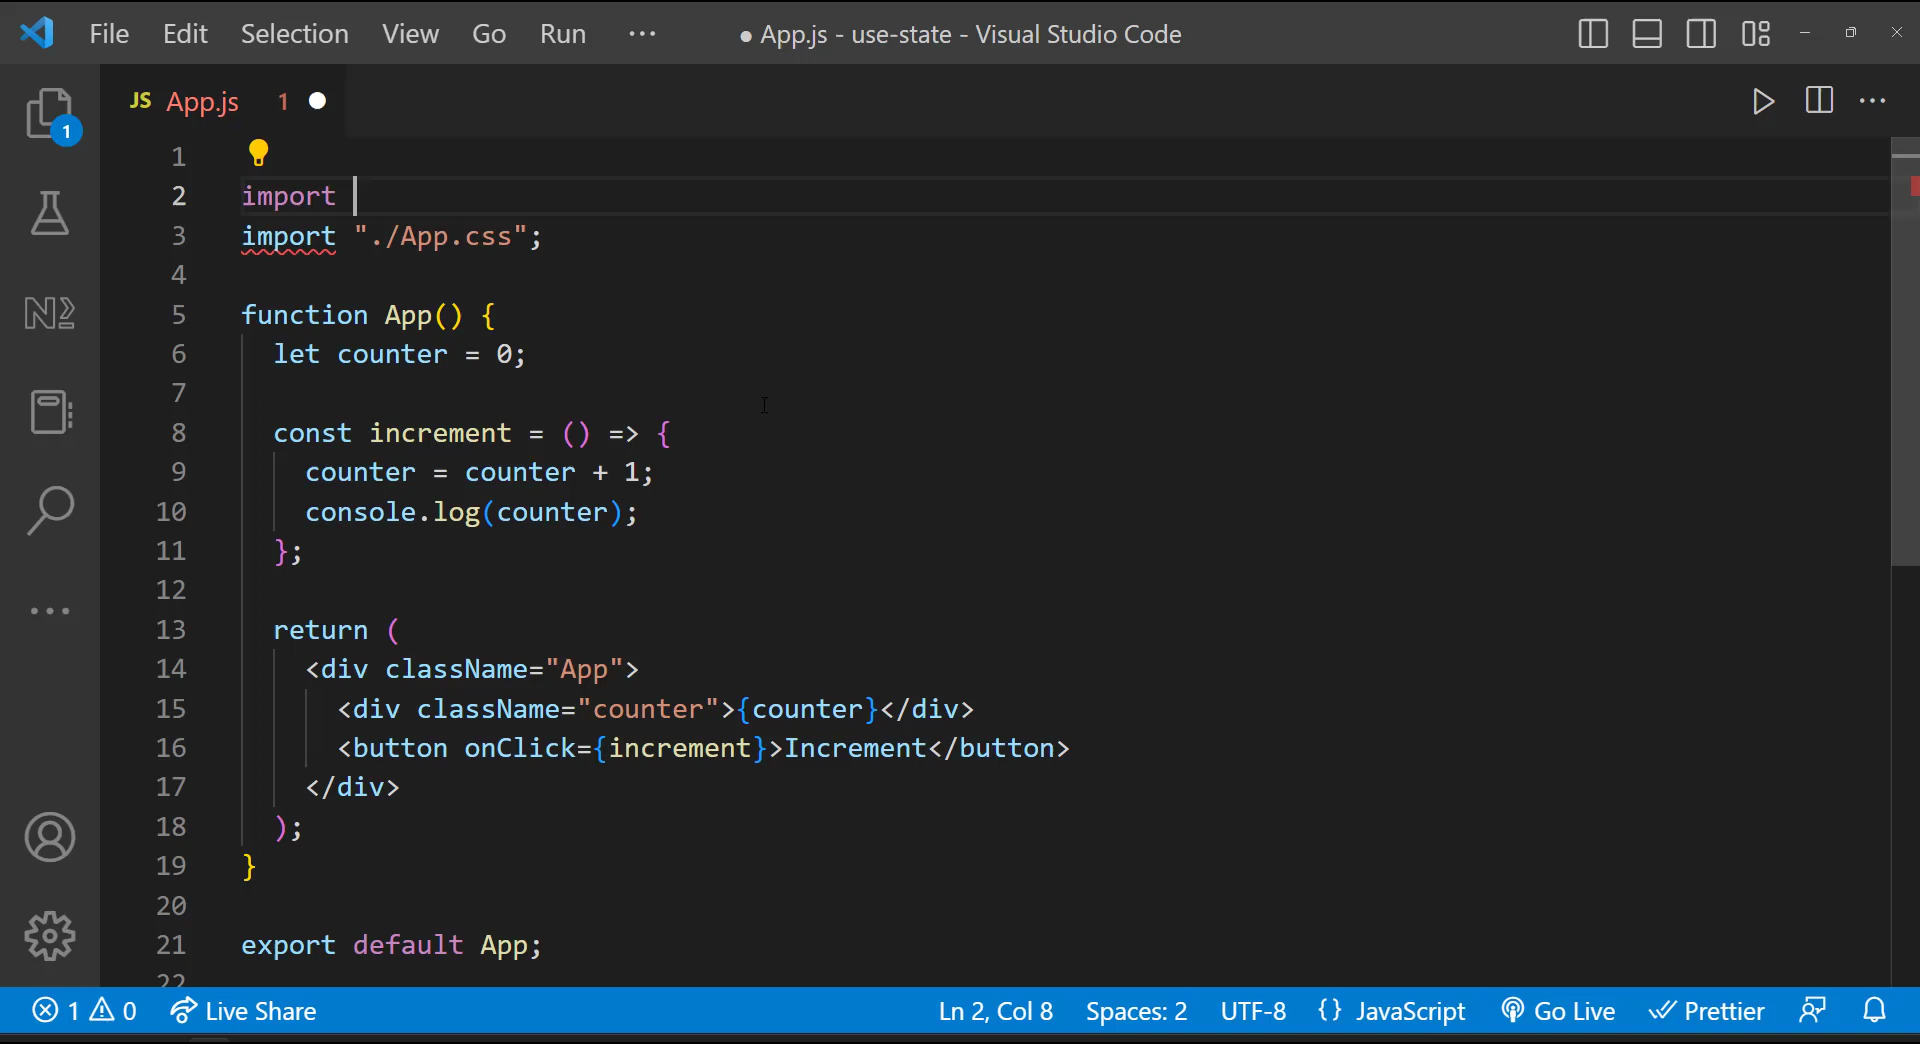 File Edit Selection View Go Run ··· ● App.js - use-state - Visual Studio Code
JS App.js 1
1
1
2 import
3 import "./App.css";
4
5 function App() {
6 let counter = 0;
7
8 const increment = () => {
9 counter = counter + 1;
10 console.log(counter);
11 };
12
13 return (
14 <div className="App">
15 <div className="counter">{counter}</div>
16 <button onClick={increment}>Increment</button>
17 </div>
18 );
19 }
20
21 export default App;
22
1 0 Live Share Ln 2, Col 8 Spaces: 2 UTF-8 {} JavaScript Go Live Prettier